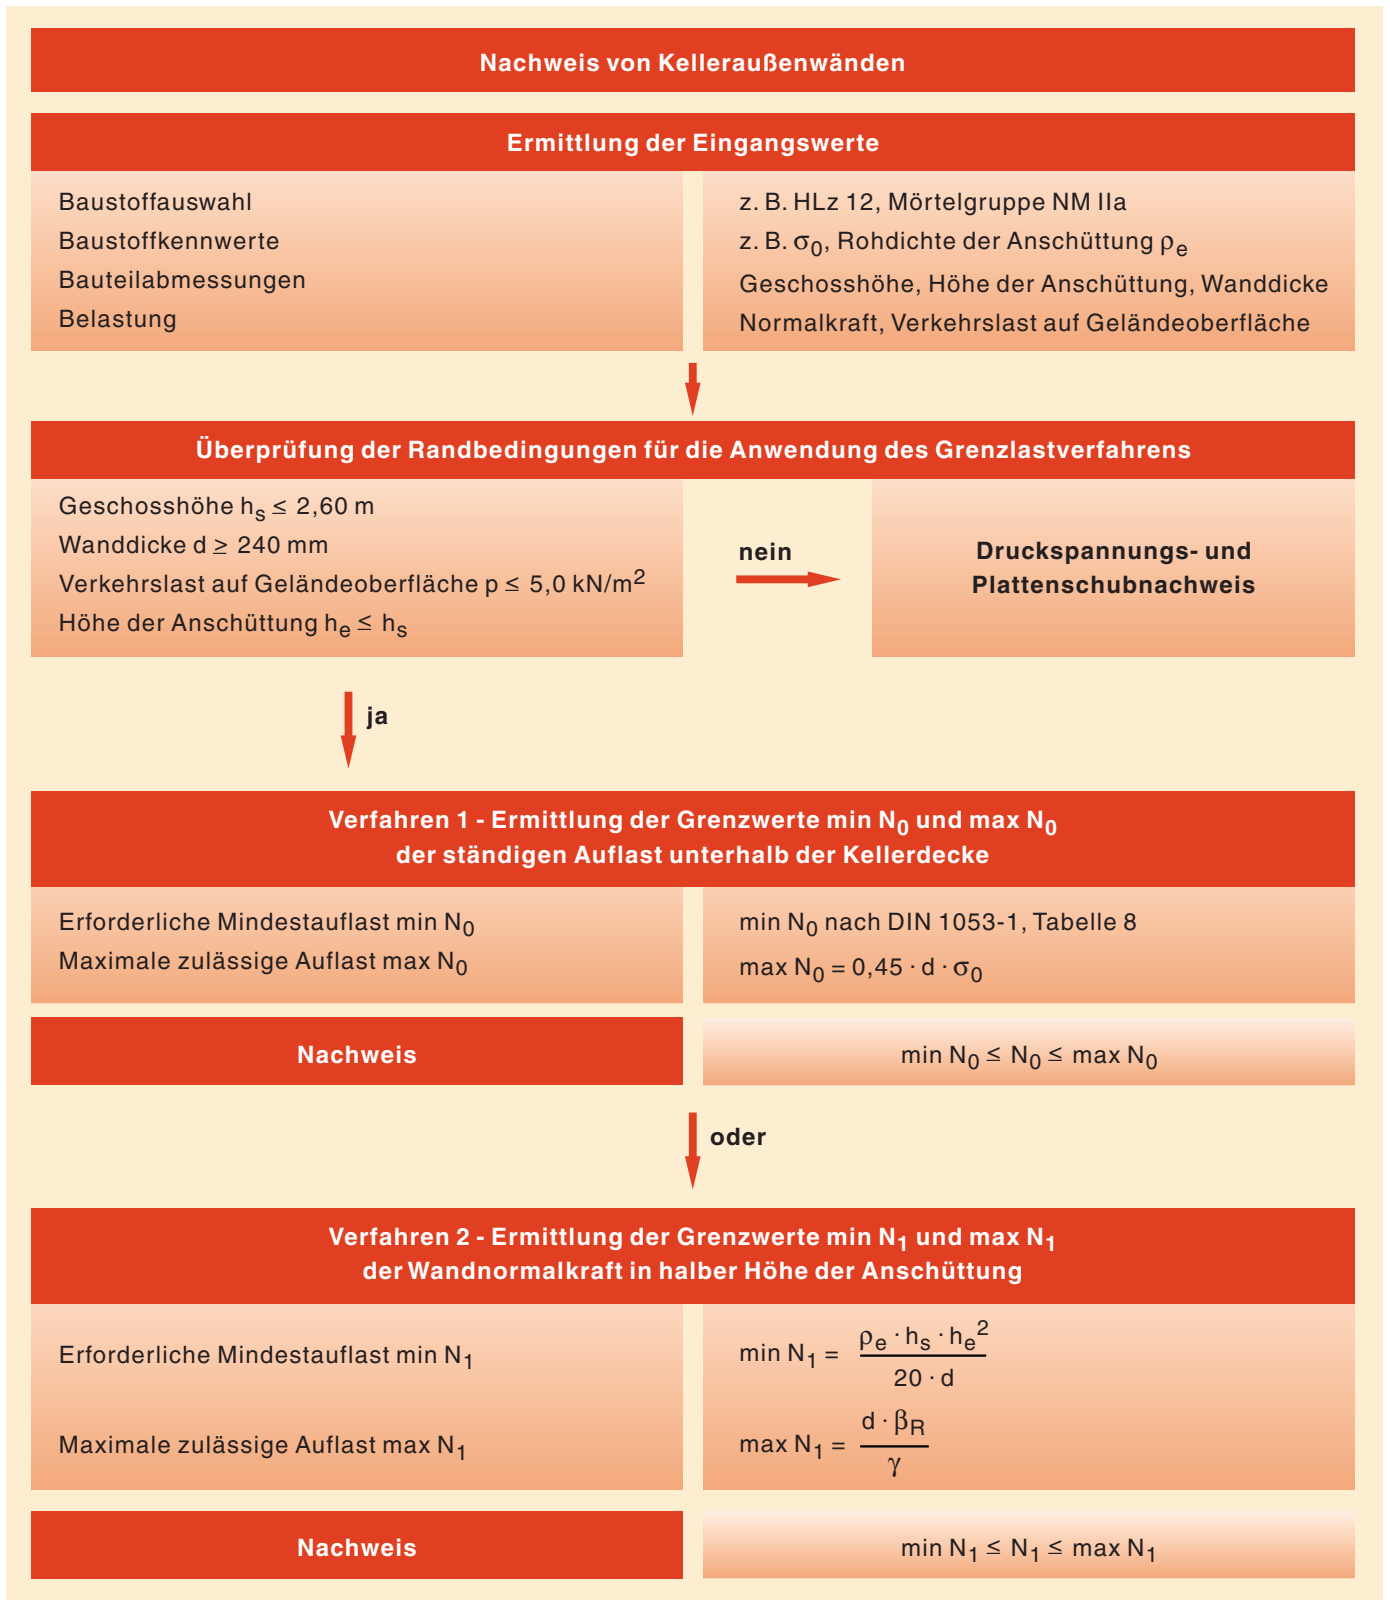 Nachweis von Kelleraußenwänden
Ermittlung der Eingangswerte
Baustoffauswahl
Baustoffkennwerte
Bauteilabmessungen
Belastung
z. B. HLz 12, Mörtelgruppe NM IIa
z. B. σ₀, Rohdichte der Anschüttung ρₑ
Geschosshöhe, Höhe der Anschüttung, Wanddicke
Normalkraft, Verkehrslast auf Geländeoberfläche
Überprüfung der Randbedingungen für die Anwendung des Grenzlastverfahrens
Geschosshöhe hₛ ≤ 2,60 m
Wanddicke d ≥ 240 mm
Verkehrslast auf Geländeoberfläche p ≤ 5,0 kN/m²
Höhe der Anschüttung hₑ ≤ hₛ
nein
Druckspannungs- und
Plattenschubnachweis
ja
Verfahren 1 - Ermittlung der Grenzwerte min N₀ und max N₀
der ständigen Auflast unterhalb der Kellerdecke
Erforderliche Mindestauflast min N₀
Maximale zulässige Auflast max N₀
min N₀ nach DIN 1053-1, Tabelle 8
max N₀ = 0,45 · d · σ₀
Nachweis
min N₀ ≤ N₀ ≤ max N₀
oder
Verfahren 2 - Ermittlung der Grenzwerte min N₁ und max N₁
der Wandnormalkraft in halber Höhe der Anschüttung
Erforderliche Mindestauflast min N₁
min N₁ = ρₑ · hₛ · hₑ² / 20 · d
Maximale zulässige Auflast max N₁
max N₁ = d · β_R / γ
Nachweis
min N₁ ≤ N₁ ≤ max N₁